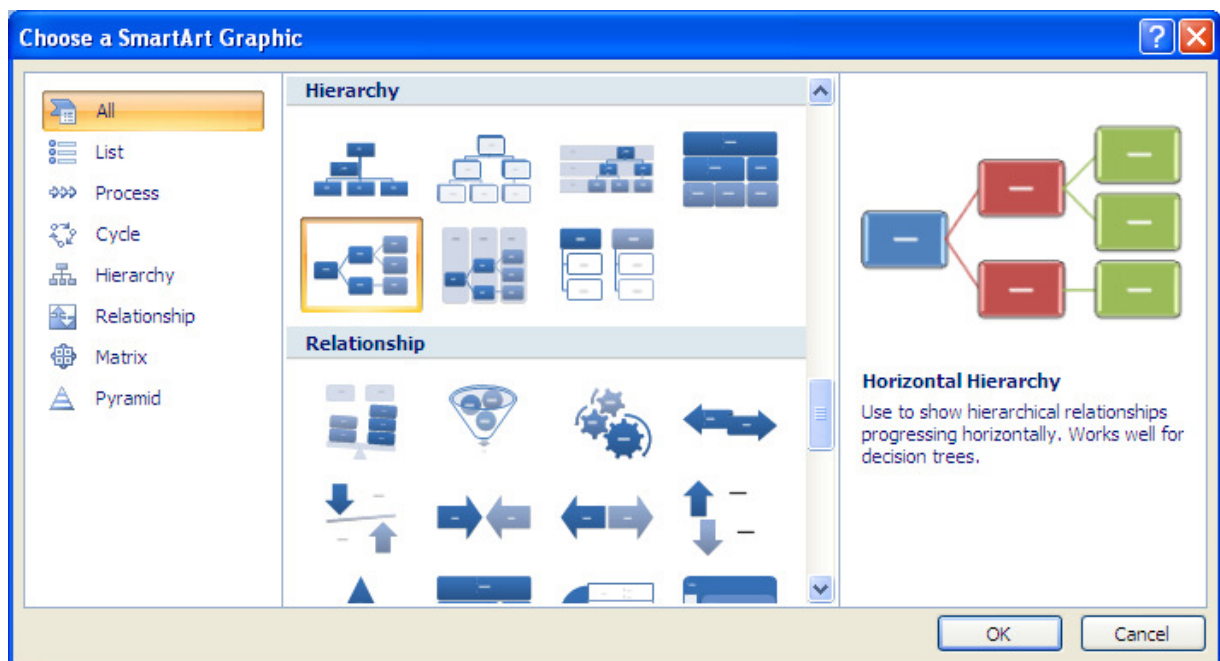 Choose a SmartArt Graphic
?
All
List
Process
Cycle
Hierarchy
Relationship
Matrix
Pyramid
Hierarchy
Relationship
Horizontal Hierarchy
Use to show hierarchical relationships
progressing horizontally. Works well for
decision trees.
OK
Cancel